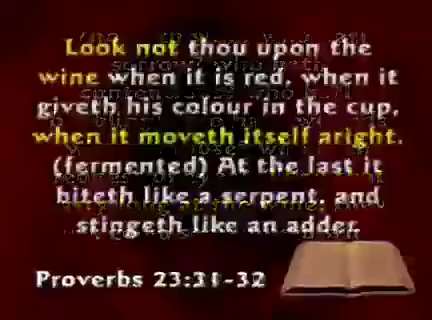 Look not thou upon the
wine when it is red, when it
giveth his colour in the cup,
when it moveth itself aright.
(fermented) At the last it
biteth like a serpent, and
stingeth like an adder.
Proverbs 23:31-32